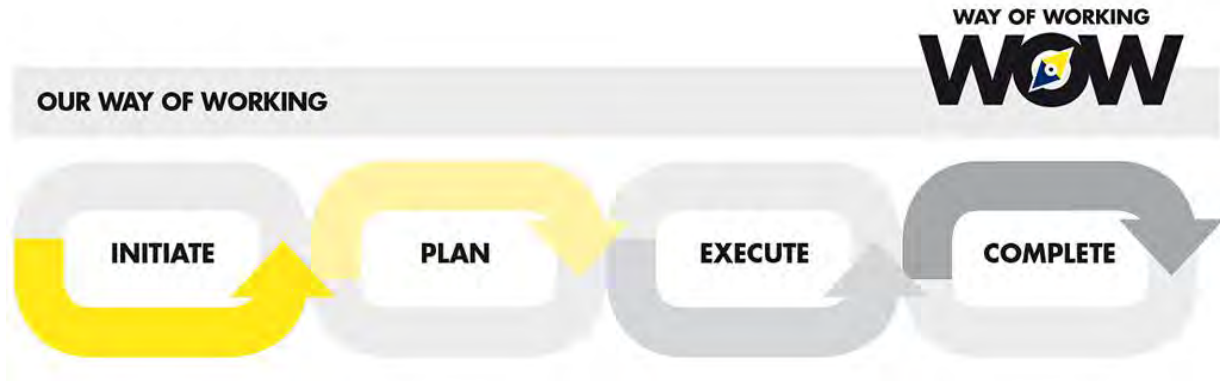 WAY OF WORKING
WOW
OUR WAY OF WORKING
INITIATE
PLAN
EXECUTE
COMPLETE